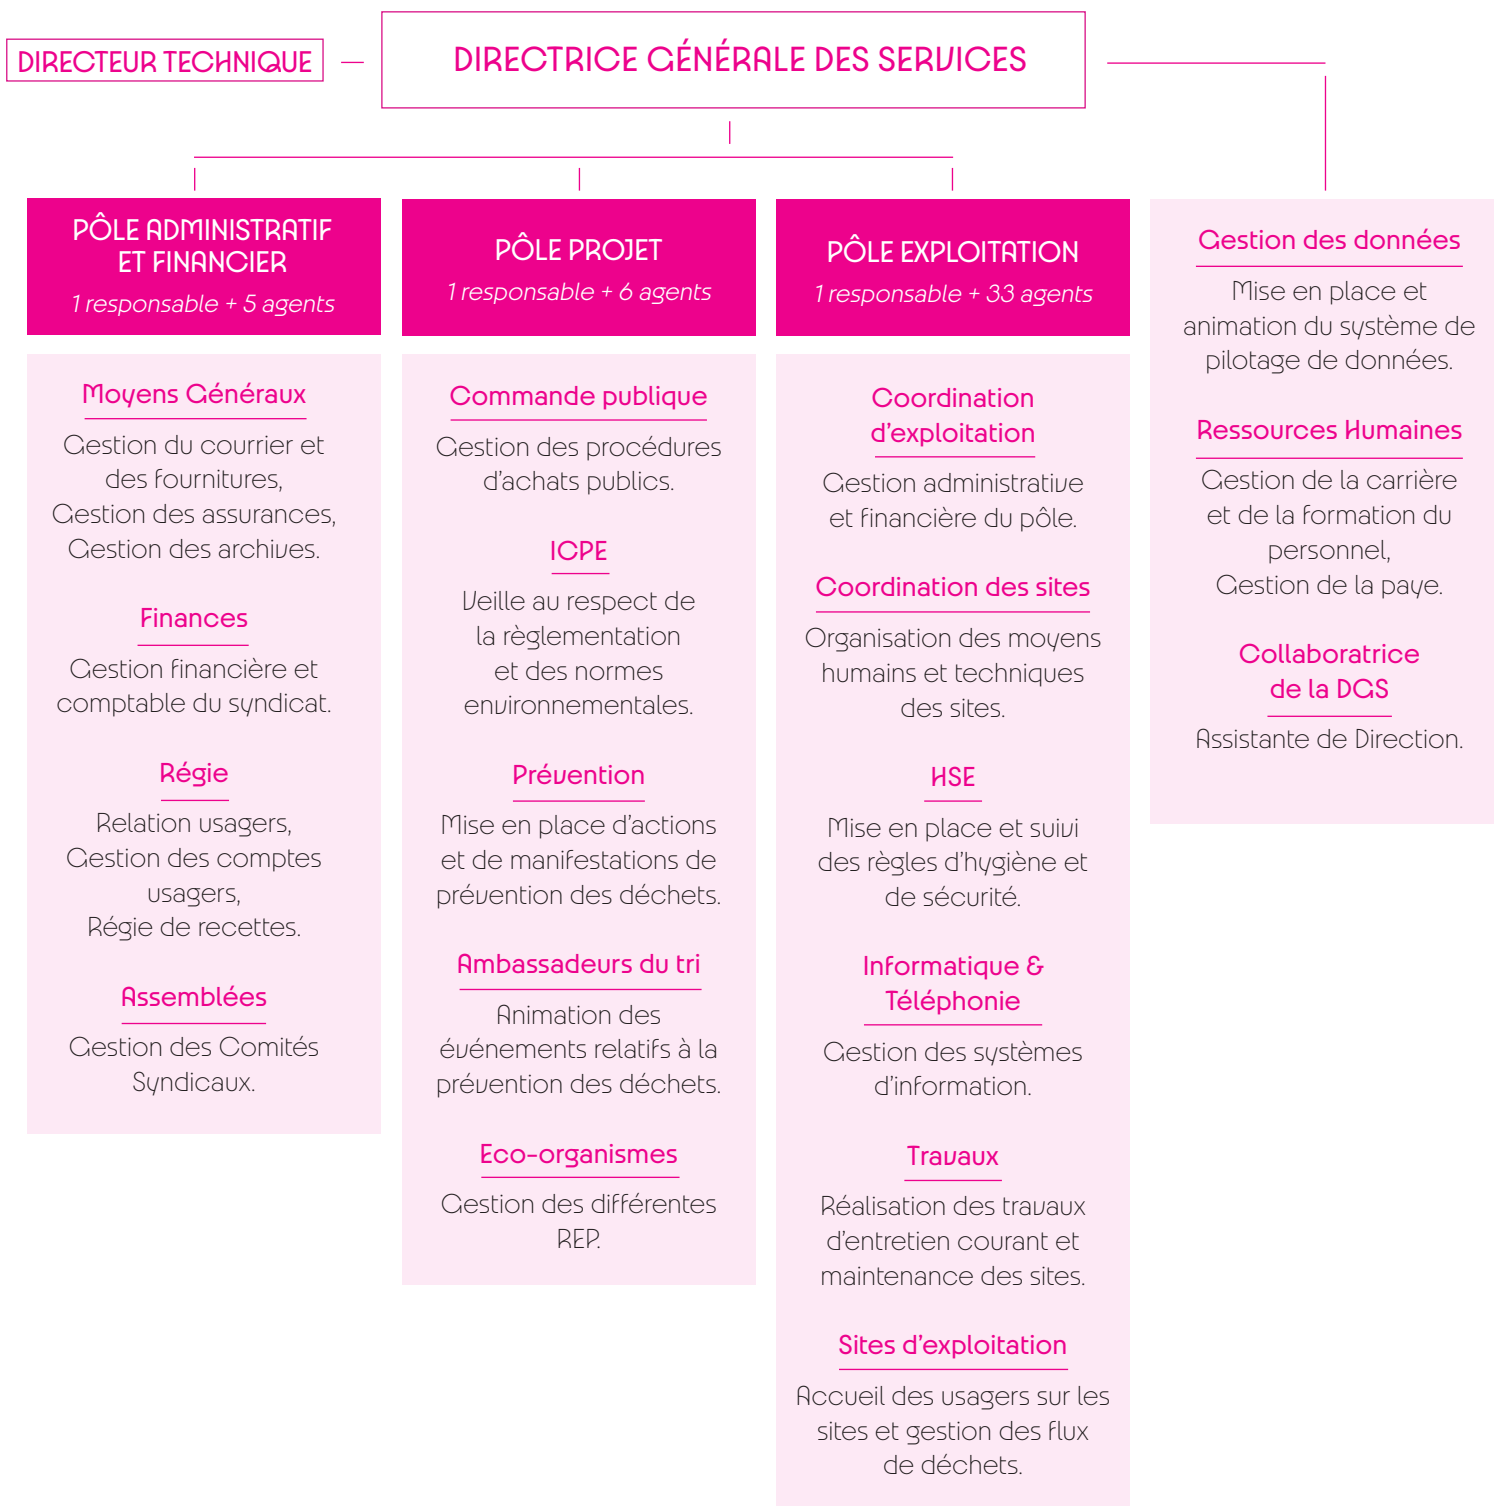 DIRECTEUR TECHNIQUE
DIRECTRICE GÉNÉRALE DES SERVICES
PÔLE ADMINISTRATIF
ET FINANCIER
1 responsable + 5 agents
Moyens Généraux
Gestion du courrier et
des fournitures,
Gestion des assurances,
Gestion des archives.
Finances
Gestion financière et
comptable du syndicat.
Régie
Relation usagers,
Gestion des comptes
usagers,
Régie de recettes.
Assemblées
Gestion des Comités
Syndicaux.
PÔLE PROJET
1 responsable + 6 agents
Commande publique
Gestion des procédures
d'achats publics.
ICPE
Veille au respect de
la règlementation
et des normes
environnementales.
Prévention
Mise en place d'actions
et de manifestations de
prévention des déchets.
Ambassadeurs du tri
Animation des
événements relatifs à la
prévention des déchets.
Eco-organismes
Gestion des différentes
REP.
PÔLE EXPLOITATION
1 responsable + 33 agents
Coordination
d'exploitation
Gestion administrative
et financière du pôle.
Coordination des sites
Organisation des moyens
humains et techniques
des sites.
HSE
Mise en place et suivi
des règles d'hygiène et
de sécurité.
Informatique &
Téléphonie
Gestion des systèmes
d'information.
Travaux
Réalisation des travaux
d'entretien courant et
maintenance des sites.
Sites d'exploitation
Accueil des usagers sur les
sites et gestion des flux
de déchets.
Gestion des données
Mise en place et
animation du système de
pilotage de données.
Ressources Humaines
Gestion de la carrière
et de la formation du
personnel,
Gestion de la paye.
Collaboratrice
de la DGS
Assistante de Direction.